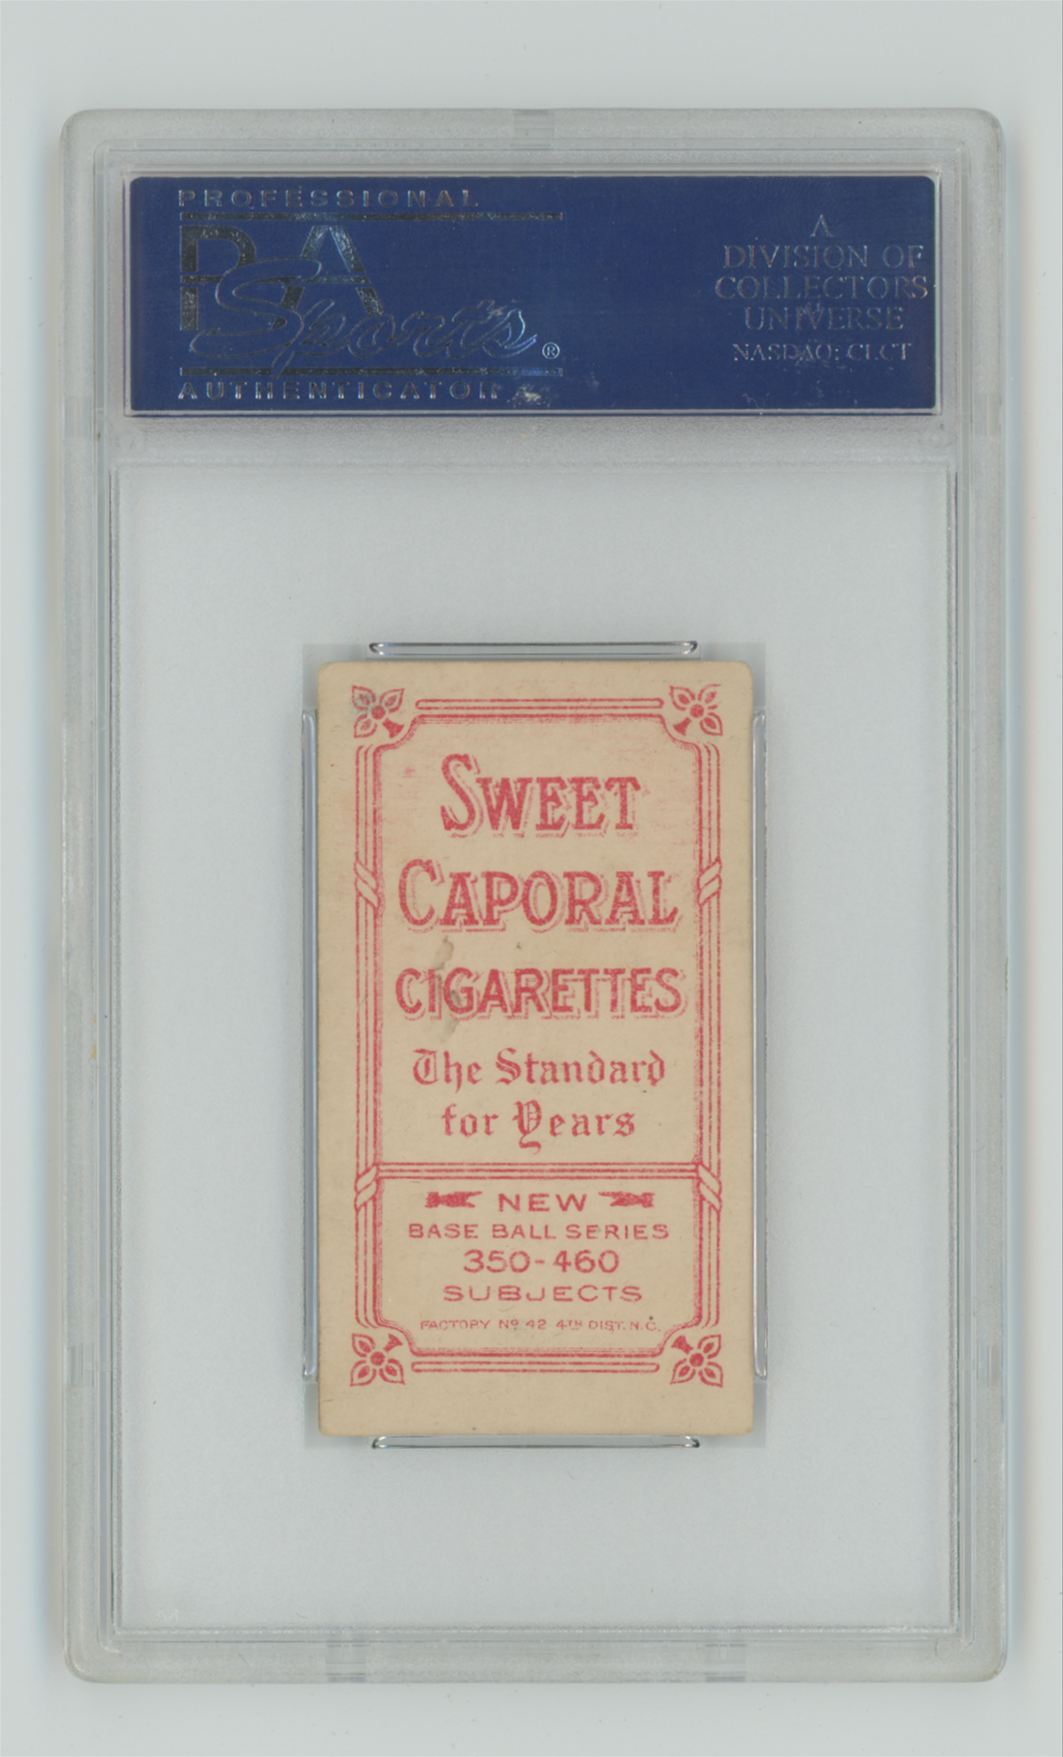 PROFESSIONAL
PSA
Sports®
AUTHENTICATOR
A
DIVISION OF
COLLECTORS
UNIVERSE
NASDAQ: CLCT
SWEET
CAPORAL
CIGARETTES
The Standard
for Years
NEW
BASE BALL SERIES
350-460
SUBJECTS
FACTORY Nº 42 4TH DIST. N.C.